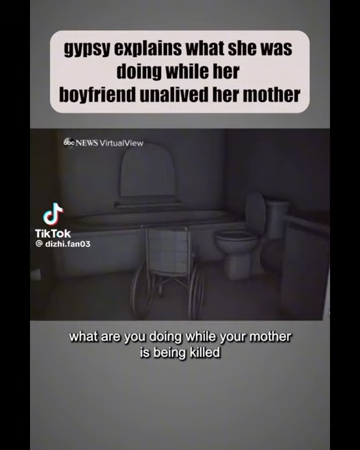 gypsy explains what she was
doing while her
boyfriend unalived her mother
abc NEWS VirtualView
TikTok
@ dizhi.fan03
what are you doing while your mother
is being killed